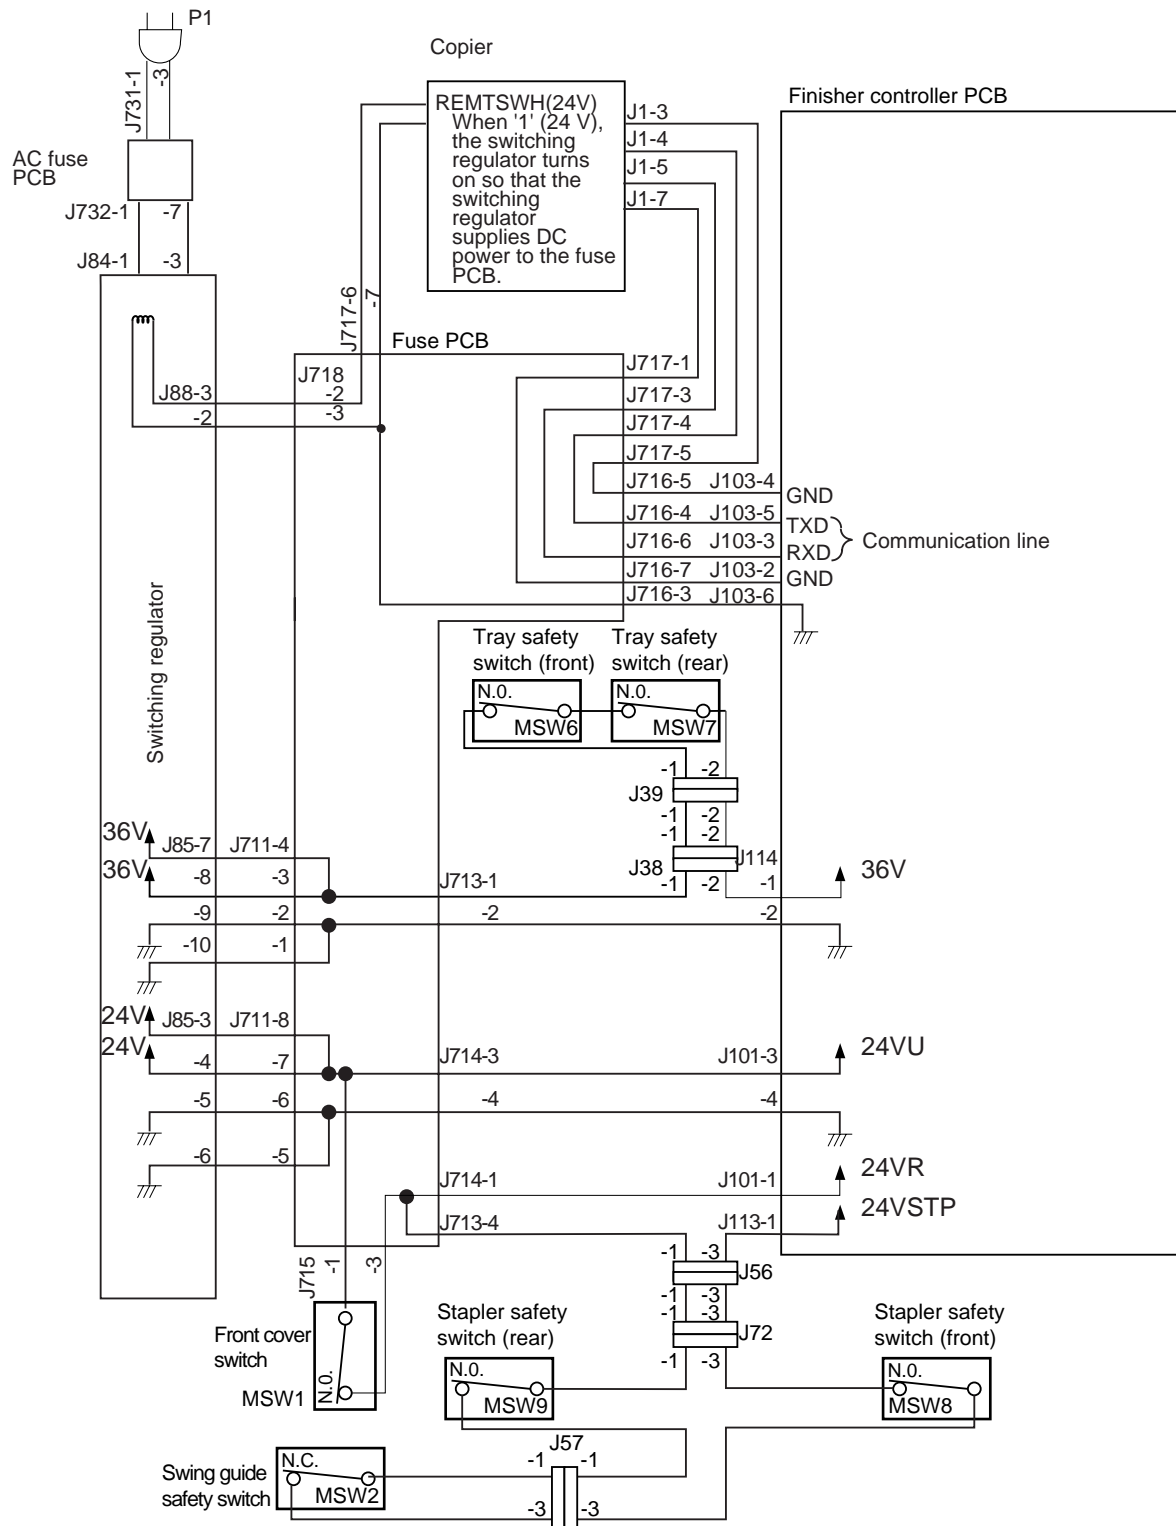 P1
Copier
J731-1
-3
REMTSWH(24V)
When '1' (24 V),
the switching
regulator turns
on so that the
switching
regulator
supplies DC
power to the fuse
PCB.
J1-3
J1-4
J1-5
J1-7
Finisher controller PCB
AC fuse
PCB
J732-1 -7
J84-1 -3
J717-6
-7
Fuse PCB
J718
-2
-3
J88-3
-2
J717-1
J717-3
J717-4
J717-5
J716-5 J103-4
GND
J716-4 J103-5
TXD
J716-6 J103-3
RXD
Communication line
J716-7 J103-2
GND
J716-3 J103-6
Switching regulator
Tray safety
switch (front)
Tray safety
switch (rear)
N.0.
MSW6
N.0.
MSW7
-1 -2
J39
-1 -2
-1 -2
J38
J114
-1 -2
-1
36V
J85-7 J711-4
36V
-8 -3
J713-1
36V
-9 -2
-2
-2
-10 -1
24V
J85-3 J711-8
24V
-4 -7
J714-3
J101-3
24VU
-5 -6
-4
-4
-6 -5
J714-1
J101-1
24VR
J713-4
J113-1
24VSTP
J715
-1
-3
-1 -3
J56
-1 -3
-1 -3
J72
-1 -3
Front cover
switch
MSW1
N.0.
Stapler safety
switch (rear)
N.0.
MSW9
Stapler safety
switch (front)
N.0.
MSW8
J57
-1 -1
-3 -3
Swing guide
safety switch
N.C.
MSW2